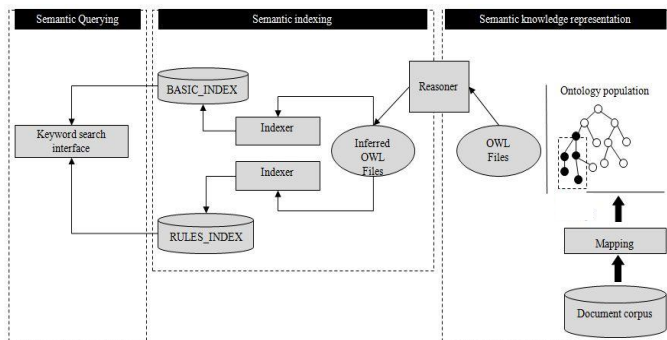 Semantic Querying
Semantic indexing
Semantic knowledge representation
BASIC_INDEX
Reasoner
Ontology population
Keyword search
interface
Indexer
Inferred
OWL
Files
OWL
Files
Indexer
RULES_INDEX
Mapping
Document corpus